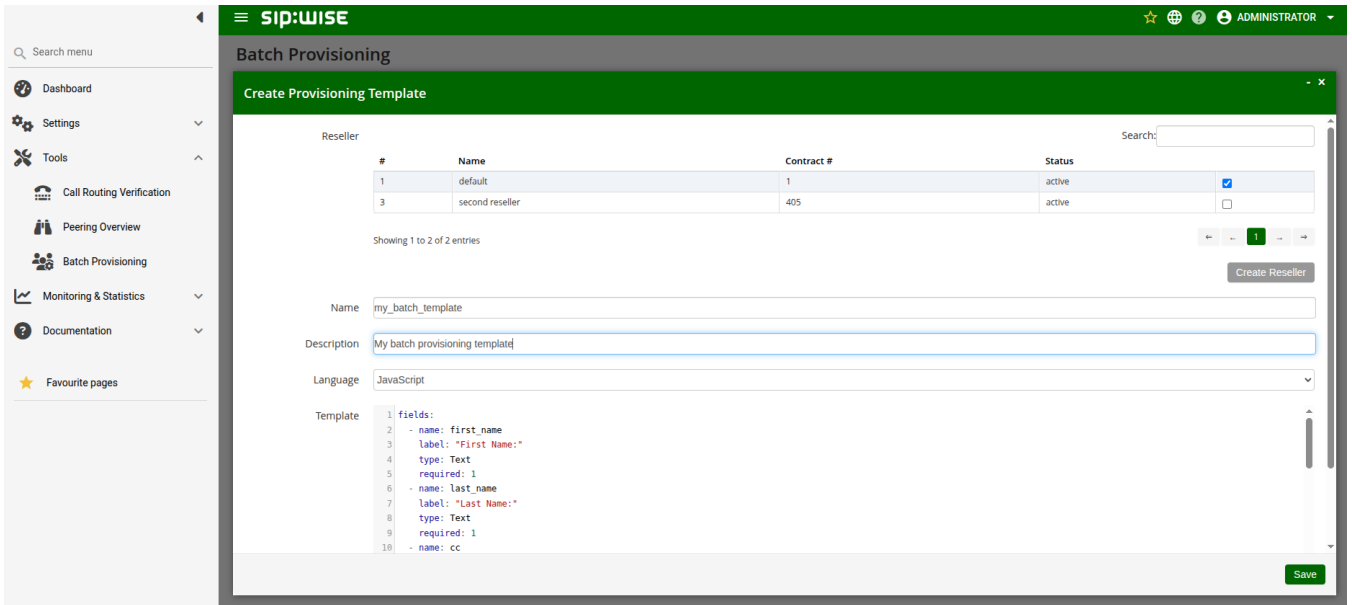 sip:wise
ADMINISTRATOR
Search menu
Dashboard
Settings
Tools
Call Routing Verification
Peering Overview
Batch Provisioning
Monitoring & Statistics
Documentation
Favourite pages
Batch Provisioning
Create Provisioning Template
- x
Reseller
Search:
# Name Contract # Status
1 default 1 active
3 second reseller 405 active
Showing 1 to 2 of 2 entries
← ← 1 → →
Create Reseller
Name my_batch_template
Description My batch provisioning template
Language JavaScript
Template
1 fields:
2 - name: first_name
3 label: "First Name:"
4 type: Text
5 required: 1
6 - name: last_name
7 label: "Last Name:"
8 type: Text
9 required: 1
10 - name: cc
Save